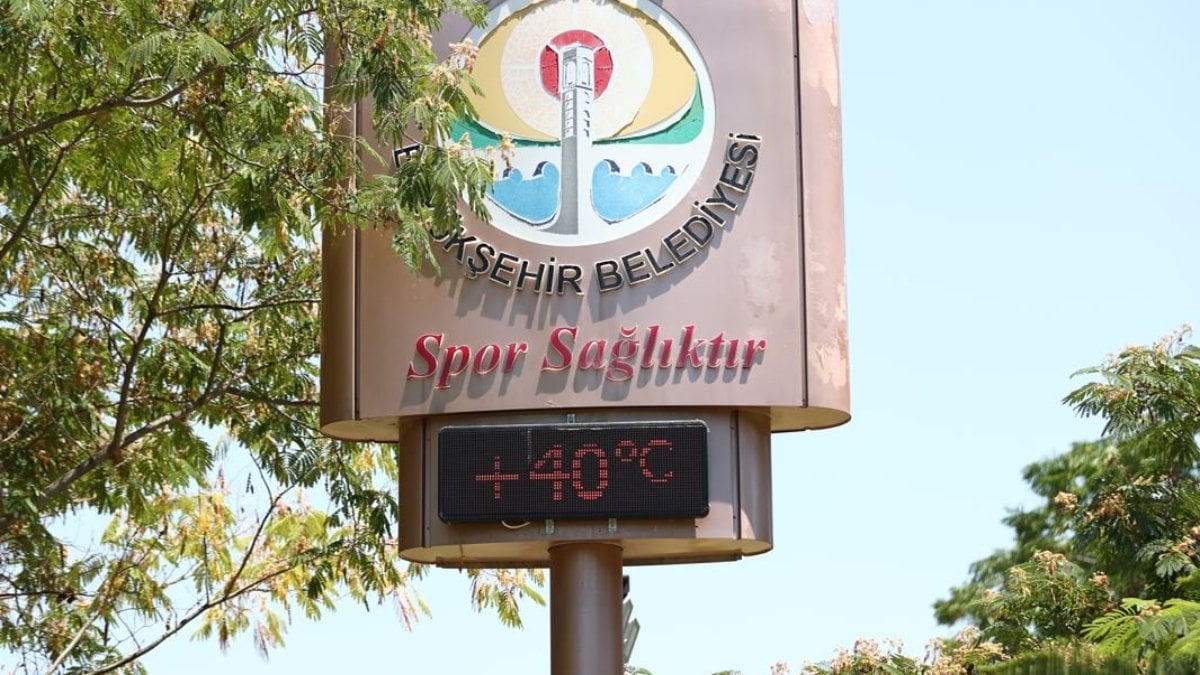 BELEDİYESİ
Spor Sağlıktır
+40°C